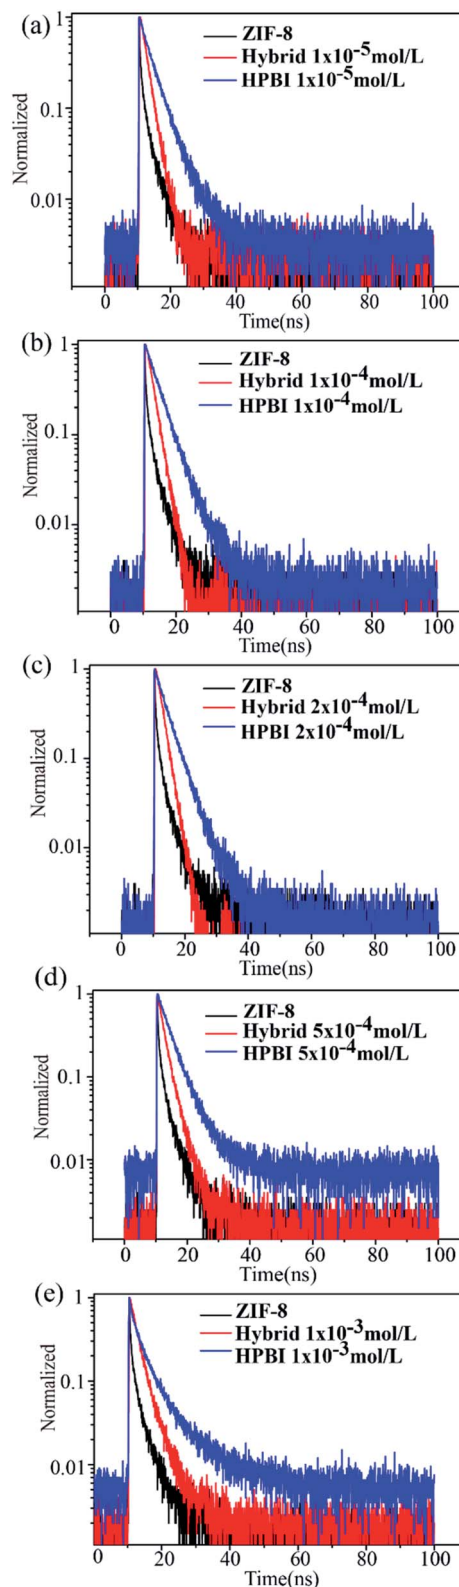 (a)
ZIF-8
Hybrid 1x10⁻⁵mol/L
HPBI 1x10⁻⁵mol/L
Normalized
1
0.1
0.01
0 20 40 60 80 100
Time(ns)
(b)
ZIF-8
Hybrid 1x10⁻⁴mol/L
HPBI 1x10⁻⁴mol/L
Normalized
1
0.1
0.01
0 20 40 60 80 100
Time(ns)
(c)
ZIF-8
Hybrid 2x10⁻⁴mol/L
HPBI 2x10⁻⁴mol/L
Normalized
1
0.1
0.01
0 20 40 60 80 100
Time(ns)
(d)
ZIF-8
Hybrid 5x10⁻⁴mol/L
HPBI 5x10⁻⁴mol/L
Normalized
1
0.1
0.01
0 20 40 60 80 100
Time(ns)
(e)
ZIF-8
Hybrid 1x10⁻³mol/L
HPBI 1x10⁻³mol/L
Normalized
1
0.1
0.01
0 20 40 60 80 100
Time(ns)